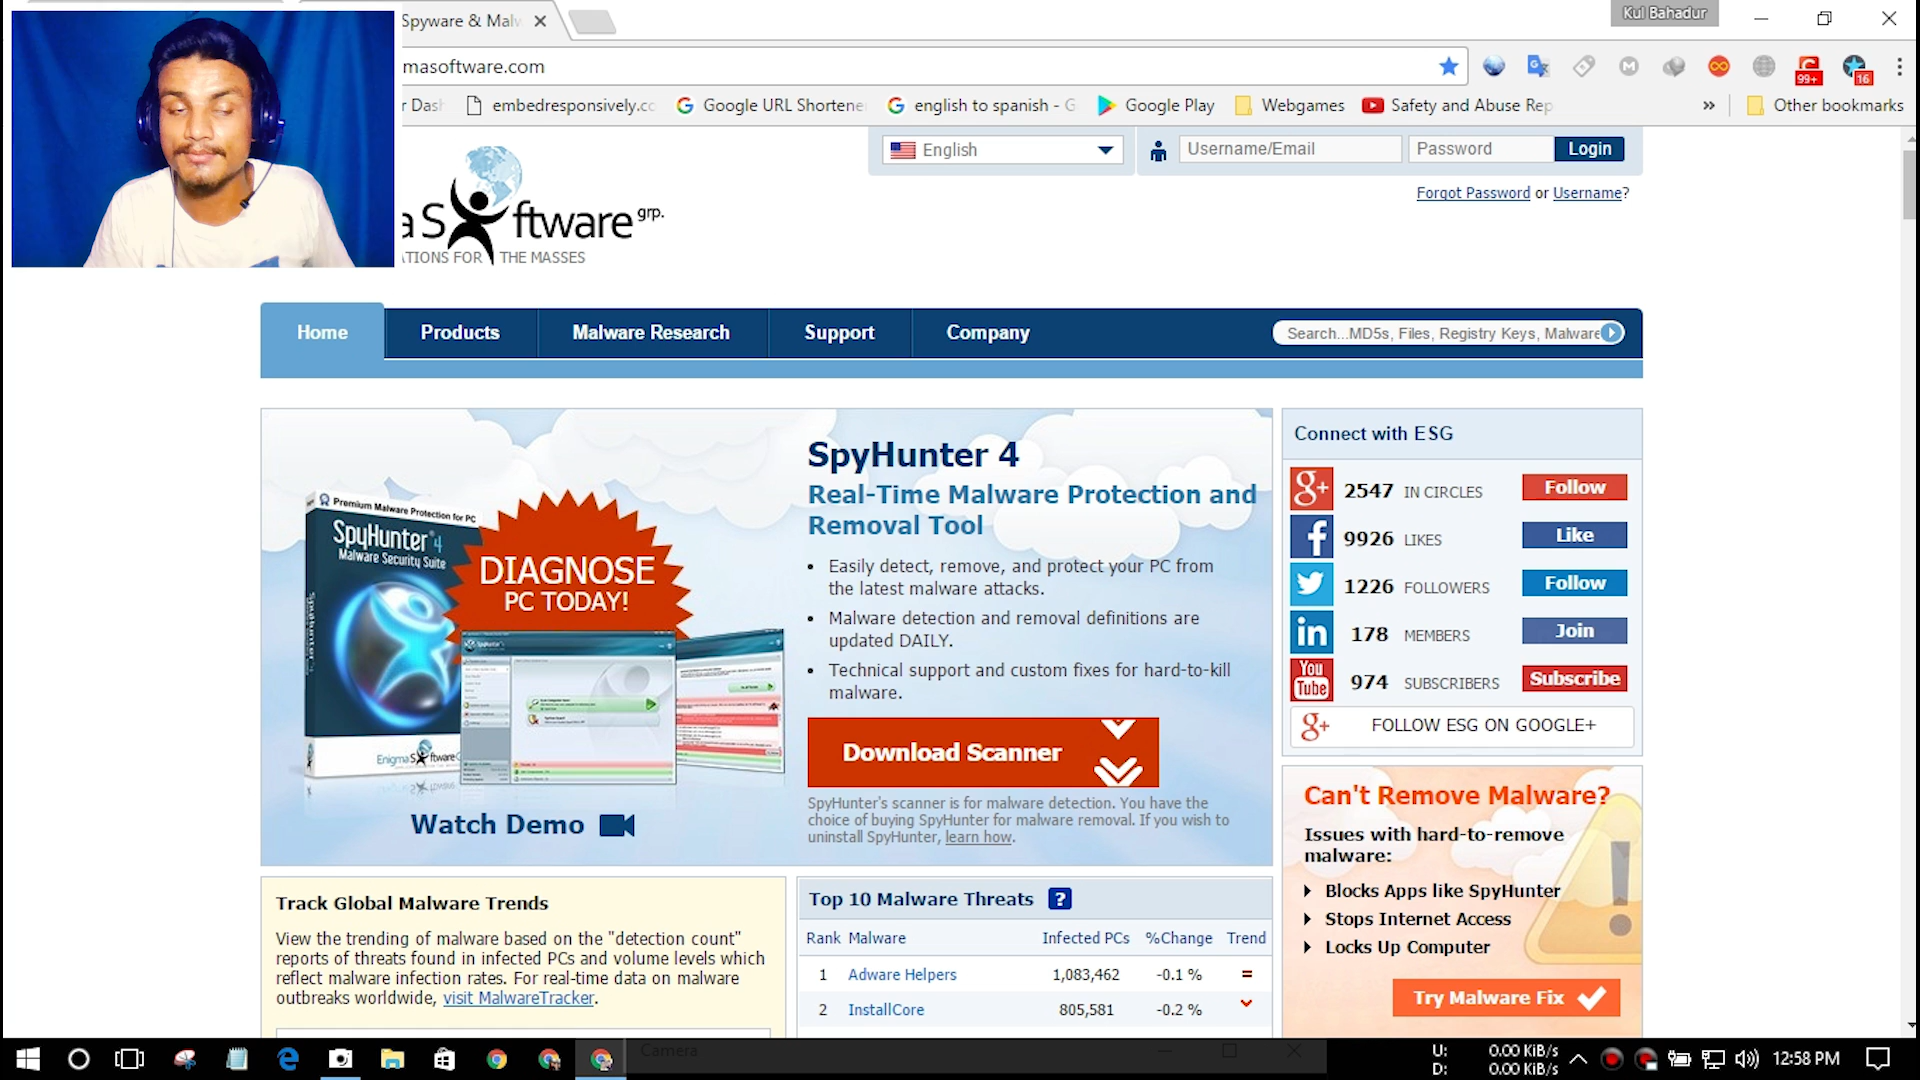 Spyware & Malw
Kul Bahadur
masoftware.com
99+
16
r Dash
embedresponsively.co
Google URL Shortene
english to spanish - G
Google Play
Webgames
Safety and Abuse Rep
»
Other bookmarks
English
Username/Email
Password
Login
Forgot Password or Username?
a Software grp.
ATIONS FOR THE MASSES
Home
Products
Malware Research
Support
Company
Search...MD5s, Files, Registry Keys, Malware
Premium Malware Protection for PC
SpyHunter 4
Malware Security Suite
SpyHunter 4
EnigmaSoftwareG
DIAGNOSE
PC TODAY!
Watch Demo
SpyHunter 4
Real-Time Malware Protection and
Removal Tool
• Easily detect, remove, and protect your PC from
the latest malware attacks.
• Malware detection and removal definitions are
updated DAILY.
• Technical support and custom fixes for hard-to-kill
malware.
Download Scanner
SpyHunter's scanner is for malware detection. You have the
choice of buying SpyHunter for malware removal. If you wish to
uninstall SpyHunter, learn how.
Connect with ESG
g+ 2547 IN CIRCLES Follow
f 9926 LIKES Like
1226 FOLLOWERS Follow
in 178 MEMBERS Join
You Tube 974 SUBSCRIBERS Subscribe
g+ FOLLOW ESG ON GOOGLE+
Can't Remove Malware?
Issues with hard-to-remove
malware:
Blocks Apps like SpyHunter
Stops Internet Access
Locks Up Computer
Try Malware Fix
Track Global Malware Trends
View the trending of malware based on the "detection count"
reports of threats found in infected PCs and volume levels which
reflect malware infection rates. For real-time data on malware
outbreaks worldwide, visit MalwareTracker.
Top 10 Malware Threats ?
Rank Malware Infected PCs %Change Trend
1 Adware Helpers 1,083,462 -0.1 % =
2 InstallCore 805,581 -0.2 %
Camera
U: 0.00 KiB/s
D: 0.00 KiB/s
12:58 PM